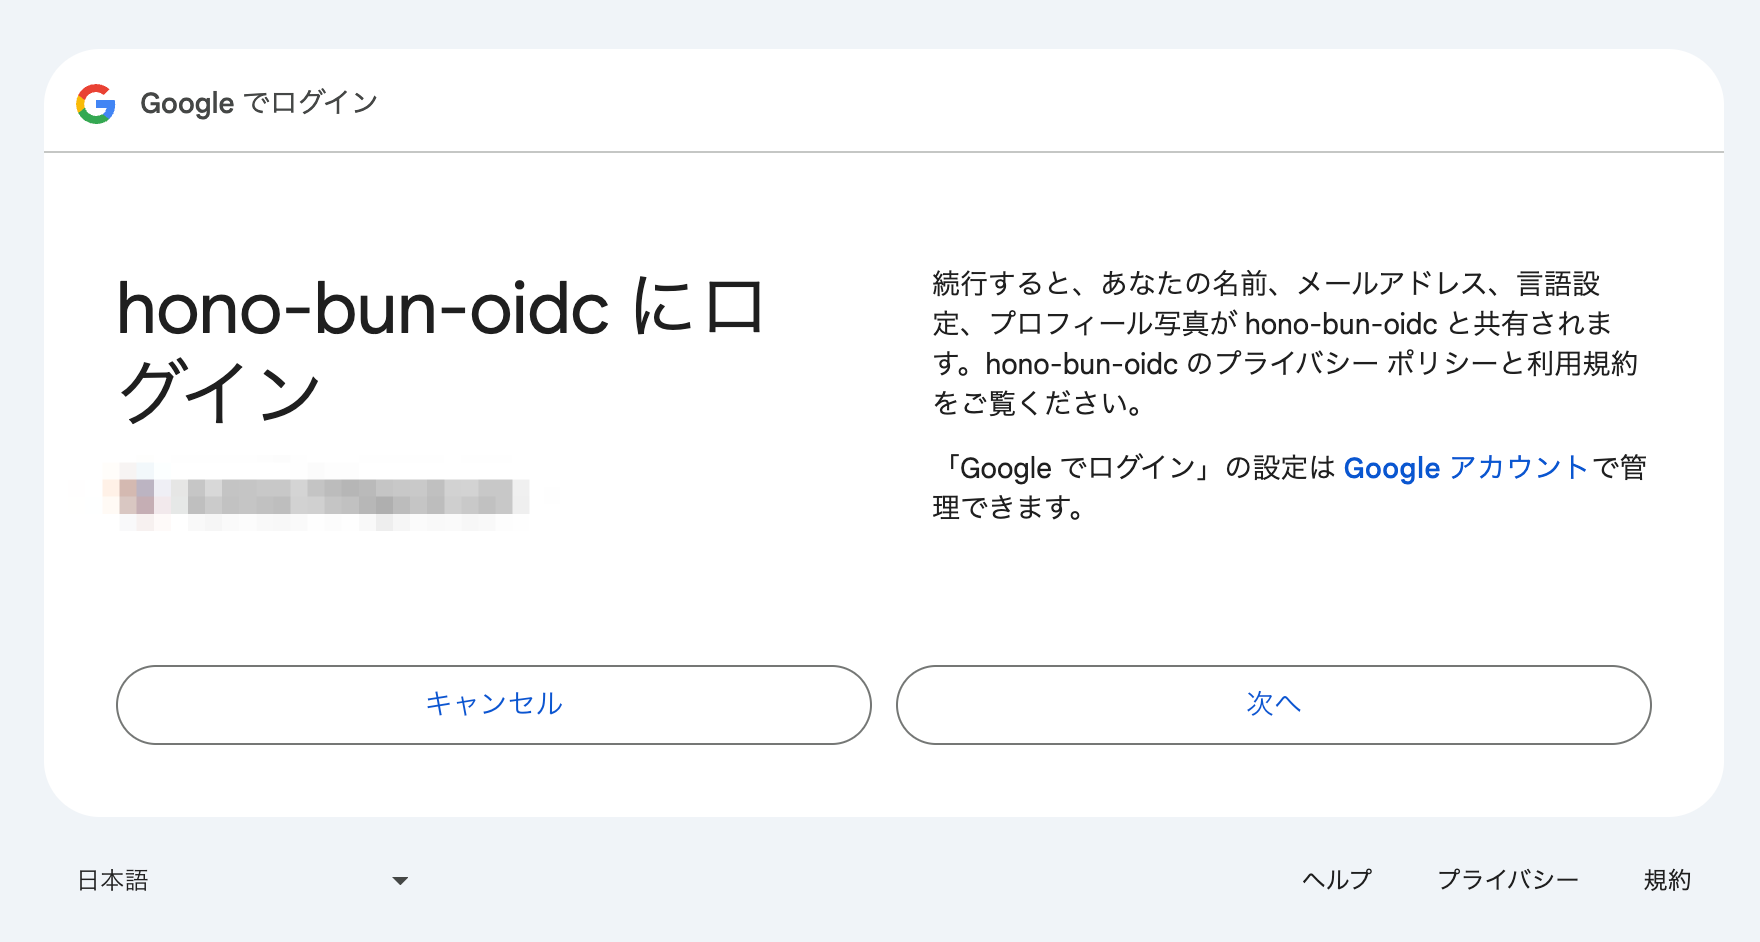 Google でログイン
hono-bun-oidc にロ
グイン
続行すると、あなたの名前、メールアドレス、言語設
定、プロフィール写真が hono-bun-oidc と共有されま
す。hono-bun-oidc のプライバシー ポリシーと利用規約
をご覧ください。
「Google でログイン」の設定は Google アカウントで管
理できます。
キャンセル
次へ
日本語
ヘルプ
プライバシー
規約